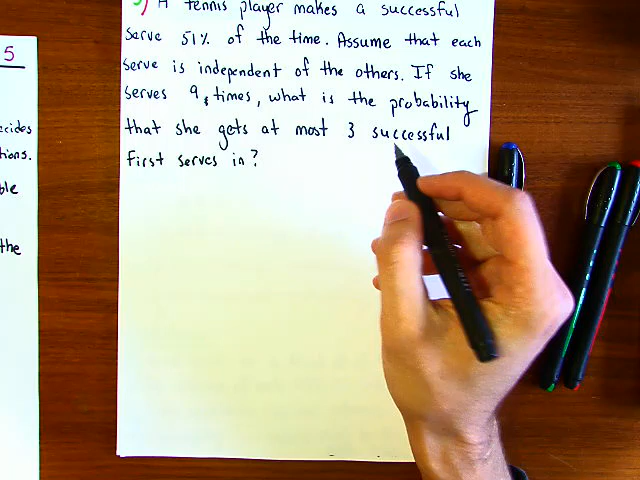 5
ecides
tions.
ble
the
3) A tennis player makes a successful
serve 51% of the time. Assume that each
serve is independent of the others. If she
serves 9 times, what is the probability
that she gets at most 3 successful
first serves in?